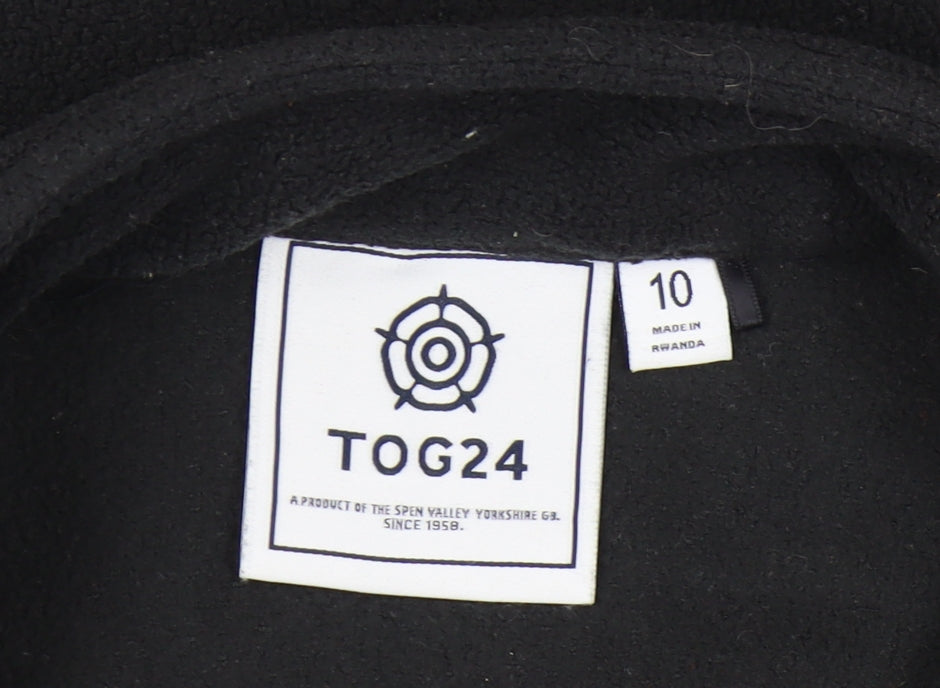 TOG24
A PRODUCT OF THE SPEN VALLEY YORKSHIRE GB.
SINCE 1958.
10
MADE IN
RWANDA